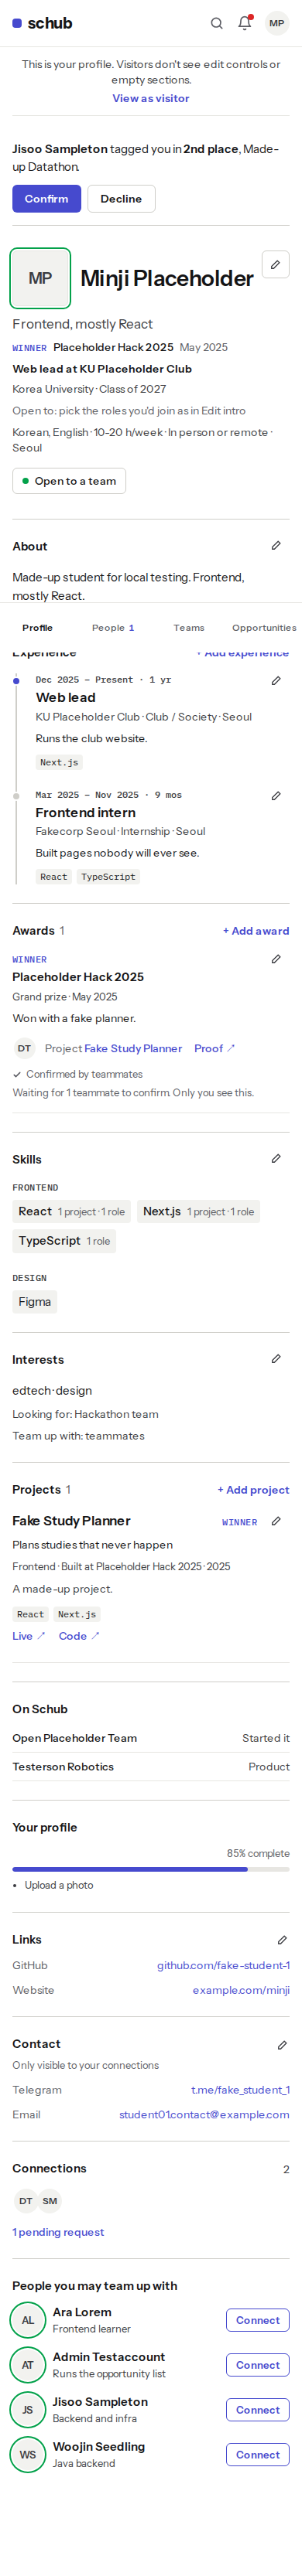 schub
MP
This is your profile. Visitors don't see edit controls or
empty sections.
View as visitor
Jisoo Sampleton tagged you in 2nd place, Made-
up Datathon.
Confirm
Decline
MP
Minji Placeholder
Frontend, mostly React
WINNER Placeholder Hack 2025 May 2025
Web lead at KU Placeholder Club
Korea University · Class of 2027
Open to: pick the roles you'd join as in Edit intro
Korean, English · 10-20 h/week · In person or remote ·
Seoul
Open to a team
About
Made-up student for local testing. Frontend,
mostly React.
Profile
People 1
Teams
Opportunities
Experience
+ Add experience
Dec 2025 – Present · 1 yr
Web lead
KU Placeholder Club · Club / Society · Seoul
Runs the club website.
Next.js
Mar 2025 – Nov 2025 · 9 mos
Frontend intern
Fakecorp Seoul · Internship · Seoul
Built pages nobody will ever see.
React TypeScript
Awards 1
+ Add award
WINNER
Placeholder Hack 2025
Grand prize · May 2025
Won with a fake planner.
DT Project Fake Study Planner Proof ↗
✓ Confirmed by teammates
Waiting for 1 teammate to confirm. Only you see this.
Skills
FRONTEND
React 1 project · 1 role Next.js 1 project · 1 role
TypeScript 1 role
DESIGN
Figma
Interests
edtech · design
Looking for: Hackathon team
Team up with: teammates
Projects 1
+ Add project
Fake Study Planner WINNER
Plans studies that never happen
Frontend · Built at Placeholder Hack 2025 · 2025
A made-up project.
React Next.js
Live ↗ Code ↗
On Schub
Open Placeholder Team Started it
Testerson Robotics Product
Your profile
85% complete
• Upload a photo
Links
GitHub github.com/fake-student-1
Website example.com/minji
Contact
Only visible to your connections
Telegram t.me/fake_student_1
Email student01.contact@example.com
Connections 2
DT SM
1 pending request
People you may team up with
AL Ara Lorem
Frontend learner
Connect
AT Admin Testaccount
Runs the opportunity list
Connect
JS Jisoo Sampleton
Backend and infra
Connect
WS Woojin Seedling
Java backend
Connect